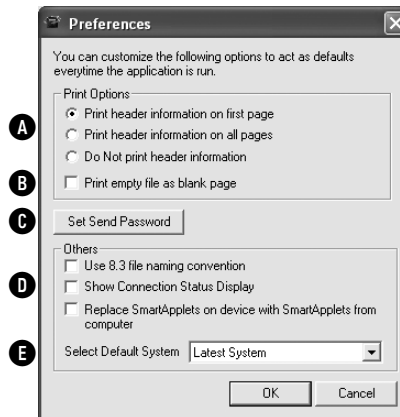 Preferences
You can customize the following options to act as defaults
everytime the application is run.
Print Options
A
Print header information on first page
Print header information on all pages
Do Not print header information
B
Print empty file as blank page
C
Set Send Password
Others
Use 8.3 file naming convention
D
Show Connection Status Display
Replace SmartApplets on device with SmartApplets from
computer
E
Select Default System Latest System
OK Cancel